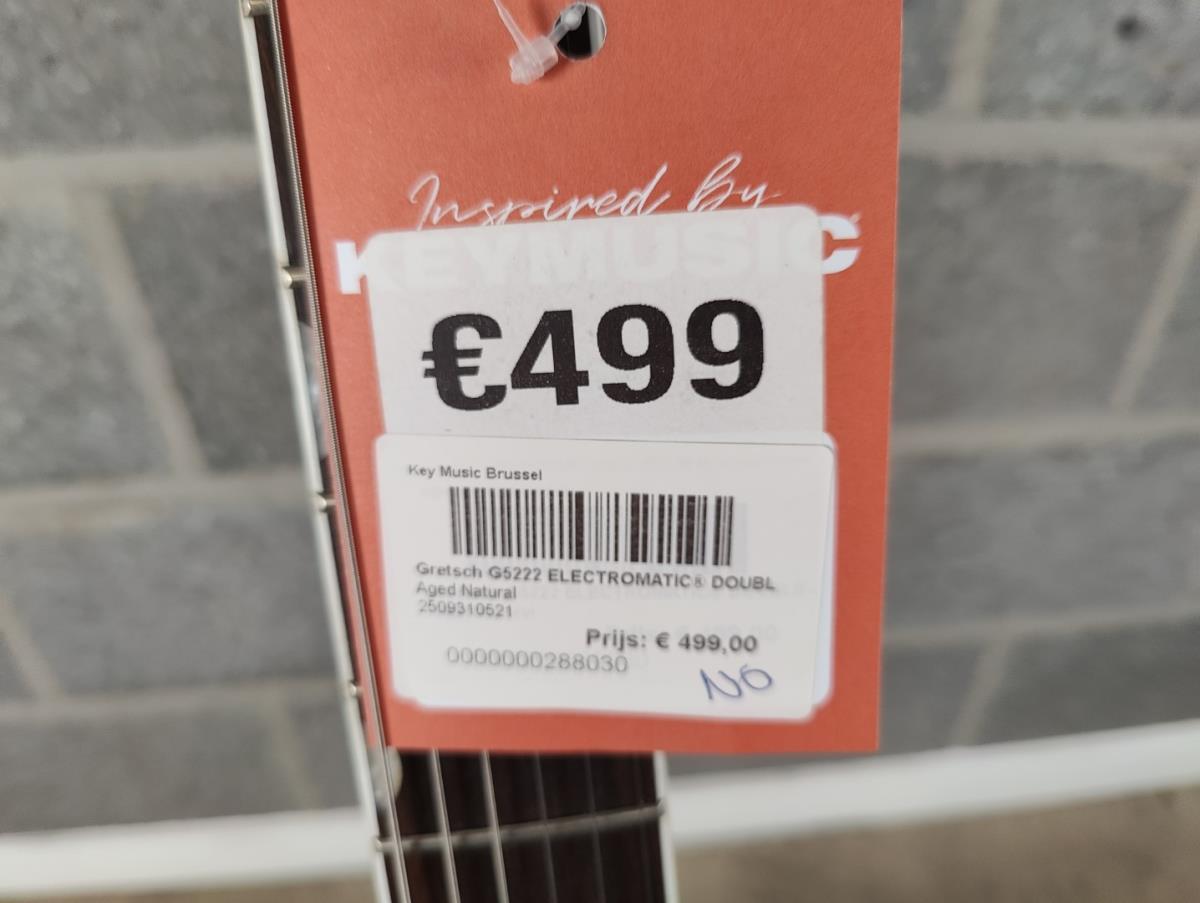 Inspired By
KEYMUSIC
€499
Key Music Brussel
Gretsch G5222 ELECTROMATIC® DOUBL
Aged Natural
2509310521
Prijs: € 499,00
0000000288030
NO